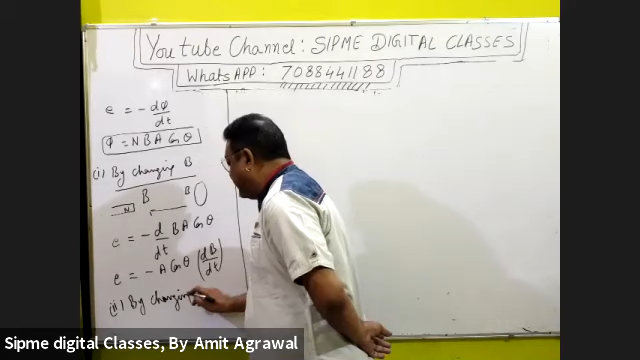 Youtube Channel: SIPME DIGITAL CLASSES
WhatsAPP: 7088441188
e = - dφ/dt
φ = N B A Cos θ
(i) By changing B
B
B
N
e = - d/dt B A Cos θ
e = - A Cos θ (dB/dt)
(ii) By changing
Sipme digital Classes, By Amit Agrawal